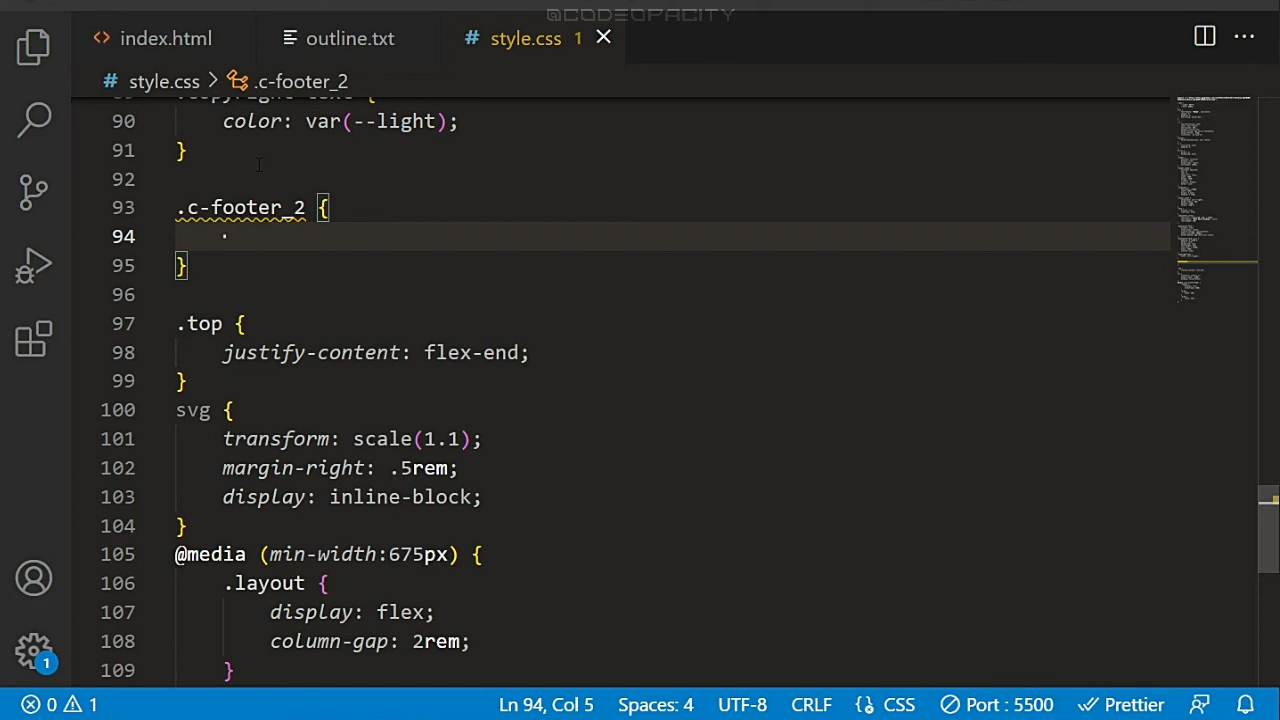 @CODEOPACITY
<> index.html
outline.txt
# style.css 1
# style.css > .c-footer_2
.copyright-text {
90 color: var(--light);
91 }
92
93 .c-footer_2 {
94
95 }
96
97 .top {
98 justify-content: flex-end;
99 }
100 svg {
101 transform: scale(1.1);
102 margin-right: .5rem;
103 display: inline-block;
104 }
105 @media (min-width:675px) {
106 .layout {
107 display: flex;
108 column-gap: 2rem;
109 }
1
0 1
Ln 94, Col 5
Spaces: 4
UTF-8
CRLF
{} CSS
Port : 5500
Prettier